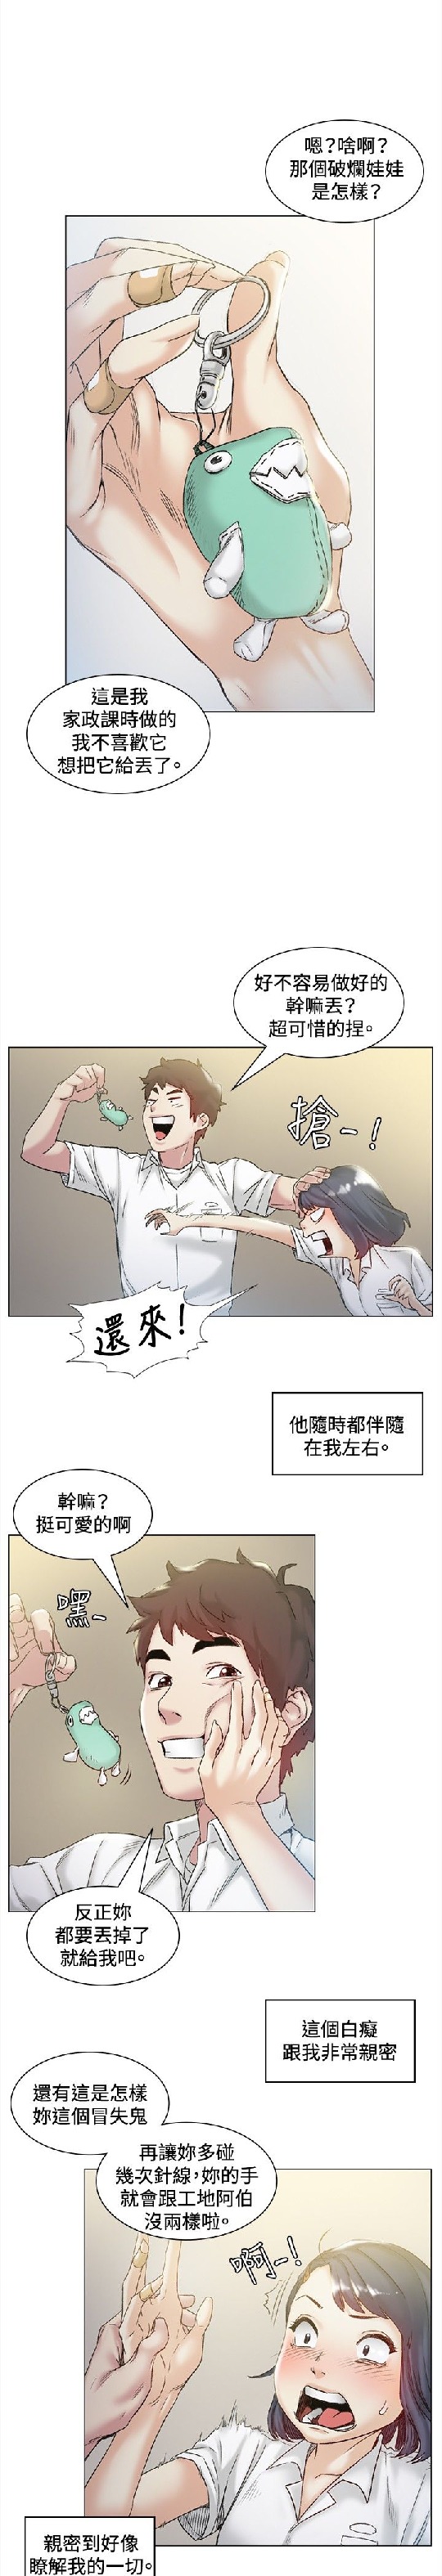 嗯？啥啊？
那個破爛娃娃
是怎樣？
這是我
家政課時做的
我不喜歡它
想把它給丟了。
好不容易做好的
幹嘛丟？
超可惜的捏。
搶－！
還來！
他隨時都伴隨
在我左右。
幹嘛？
挺可愛的啊
嘿－
反正妳
都要丟掉了
就給我吧。
這個白癡
跟我非常親密
還有這是怎樣
妳這個冒失鬼
再讓妳多碰
幾次針線，妳的手
就會跟工地阿伯
沒兩樣啦。
啊－！
親密到好像
瞭解我的一切。